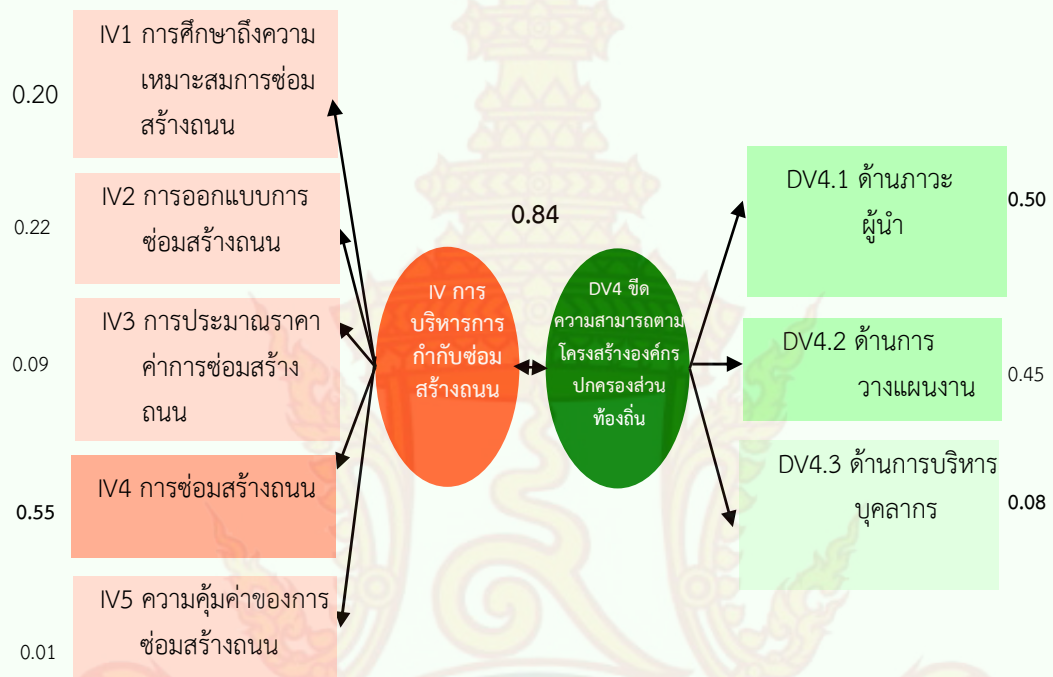 IV1 การศึกษาถึงความ
เหมาะสมการซ่อม
สร้างถนน
0.20
IV2 การออกแบบการ
ซ่อมสร้างถนน
0.22
IV3 การประมาณราคา
ค่าการซ่อมสร้าง
ถนน
0.09
IV4 การซ่อมสร้างถนน
0.55
IV5 ความคุ้มค่าของการ
ซ่อมสร้างถนน
0.01
0.84
IV การ
บริหารการ
กำกับซ่อม
สร้างถนน
DV4 ขีด
ความสามารถตาม
โครงสร้างองค์กร
ปกครองส่วน
ท้องถิ่น
DV4.1 ด้านภาวะ
ผู้นำ
0.50
DV4.2 ด้านการ
วางแผนงาน
0.45
DV4.3 ด้านการบริหาร
บุคลากร
0.08